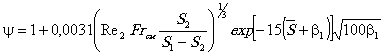 ψ = 1 + 0,0031 ( Re₂ Fr_см S₂ / (S₁ − S₂) )^⅓ exp[−15(S̅ + β₁)] √(100β₁)